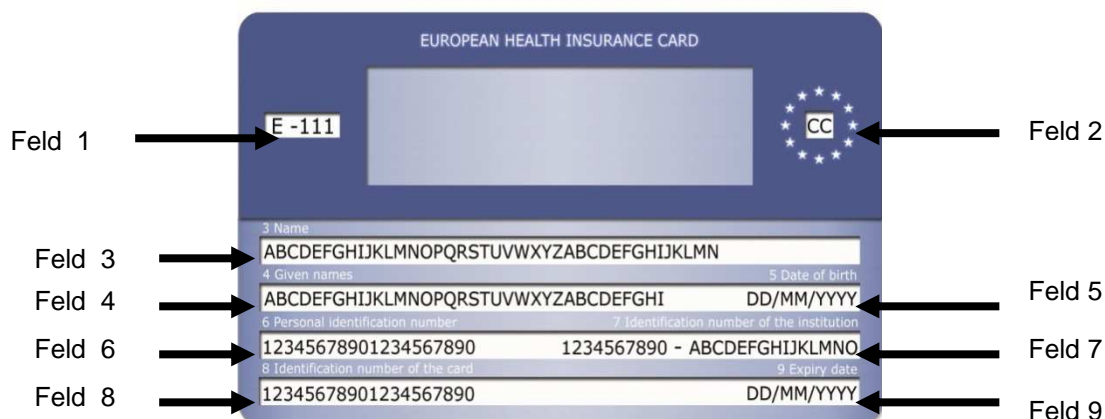 EUROPEAN HEALTH INSURANCE CARD
Feld 1 E -111 CC Feld 2
3 Name
Feld 3 ABCDEFGHIJKLMNOPQRSTUVWXYZABCDEFGHIJKLMN
4 Given names 5 Date of birth
Feld 4 ABCDEFGHIJKLMNOPQRSTUVWXYZABCDEFGHI DD/MM/YYYY Feld 5
6 Personal identification number 7 Identification number of the institution
Feld 6 12345678901234567890 1234567890 - ABCDEFGHIJKLMNO Feld 7
8 Identification number of the card 9 Expiry date
Feld 8 12345678901234567890 DD/MM/YYYY Feld 9